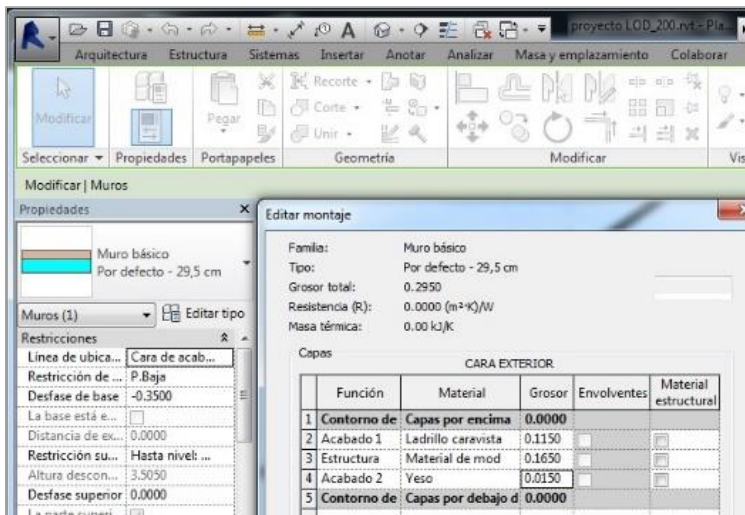 proyecto LOD_200.rvt - Pla...
Arquitectura Estructura Sistemas Insertar Anotar Analizar Masa y emplazamiento Colaborar
Modificar Pegar Recorte
Corte
Unir
Seleccionar Propiedades Portapapeles Geometría Modificar Vis
Modificar | Muros
Propiedades
Muro básico
Por defecto - 29,5 cm
Muros (1) Editar tipo
Restricciones
Línea de ubica... Cara de acab...
Restricción de ... P.Baja
Desfase de base -0.3500
La base está e...
Distancia de ex... 0.0000
Restricción su... Hasta nivel: ...
Altura descon... 3.5050
Desfase superior 0.0000
La parte superi...
Editar montaje
Familia: Muro básico
Tipo: Por defecto - 29,5 cm
Grosor total: 0.2950
Resistencia (R): 0.0000 (m²·K)/W
Masa térmica: 0.00 kJ/K
Capas
CARA EXTERIOR
Función Material Grosor Envolventes Material estructural
1 Contorno de Capas por encima 0.0000
2 Acabado 1 Ladrillo caravista 0.1150
3 Estructura Material de mod 0.1650
4 Acabado 2 Yeso 0.0150
5 Contorno de Capas por debajo d 0.0000